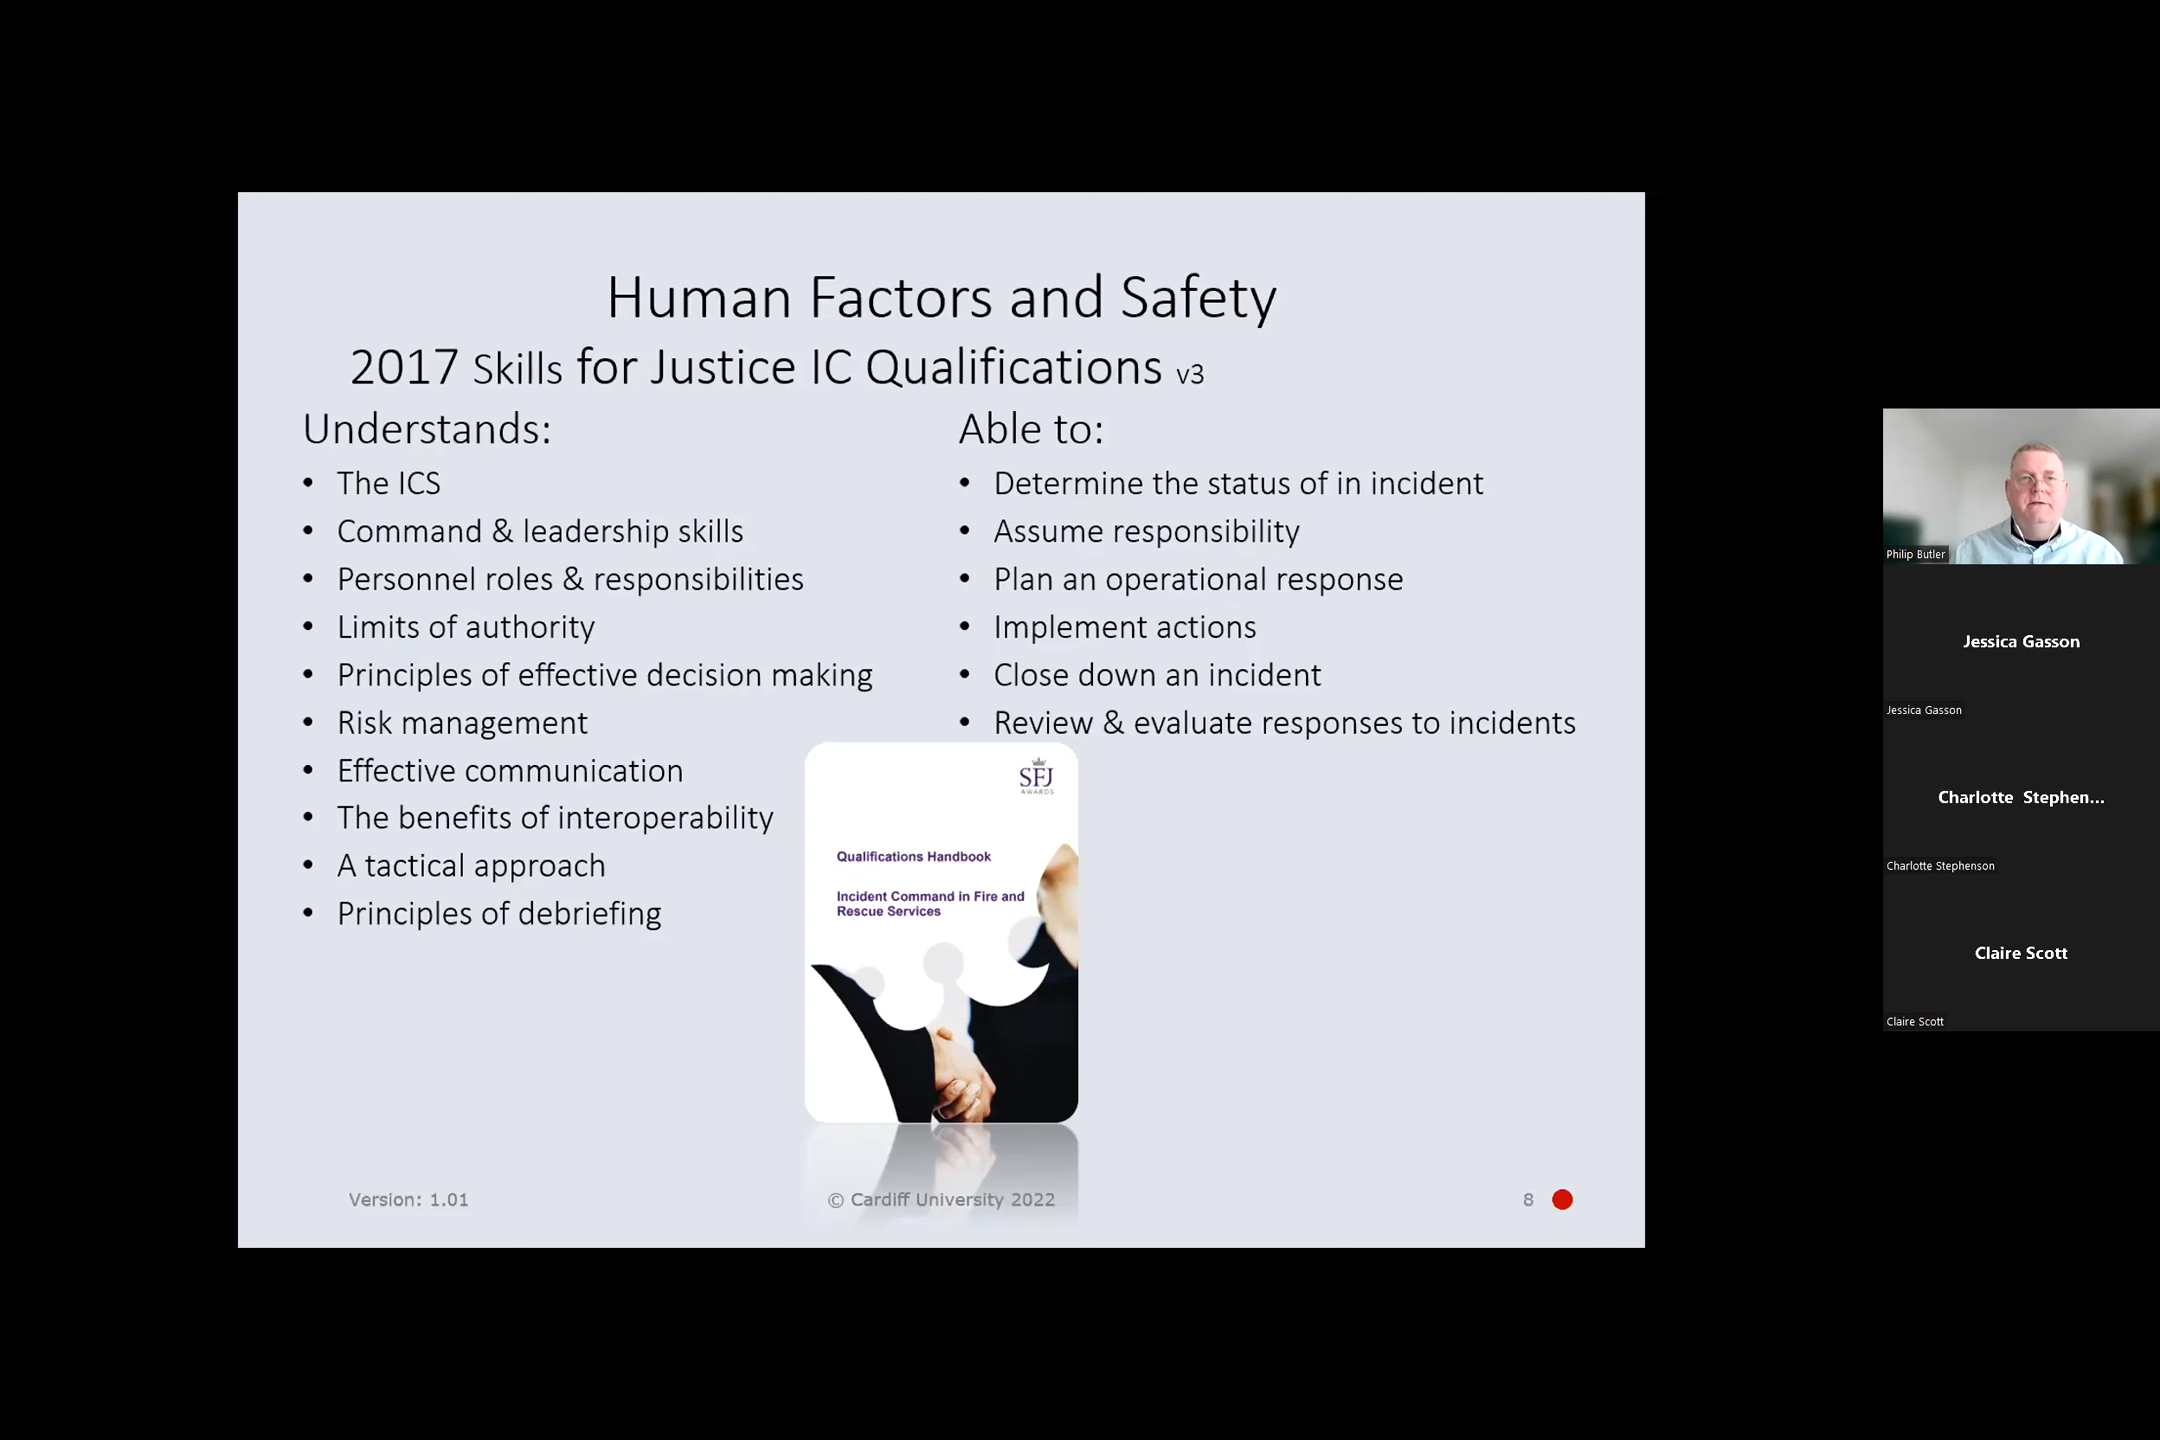 Human Factors and Safety
2017 Skills for Justice IC Qualifications v3
Understands:
• The ICS
• Command & leadership skills
• Personnel roles & responsibilities
• Limits of authority
• Principles of effective decision making
• Risk management
• Effective communication
• The benefits of interoperability
• A tactical approach
• Principles of debriefing
Able to:
• Determine the status of in incident
• Assume responsibility
• Plan an operational response
• Implement actions
• Close down an incident
• Review & evaluate responses to incidents
SFJ
AWARDS
Qualifications Handbook
Incident Command in Fire and
Rescue Services
Version: 1.01
© Cardiff University 2022
8
Philip Butler
Jessica Gasson
Jessica Gasson
Charlotte Stephen...
Charlotte Stephenson
Claire Scott
Claire Scott